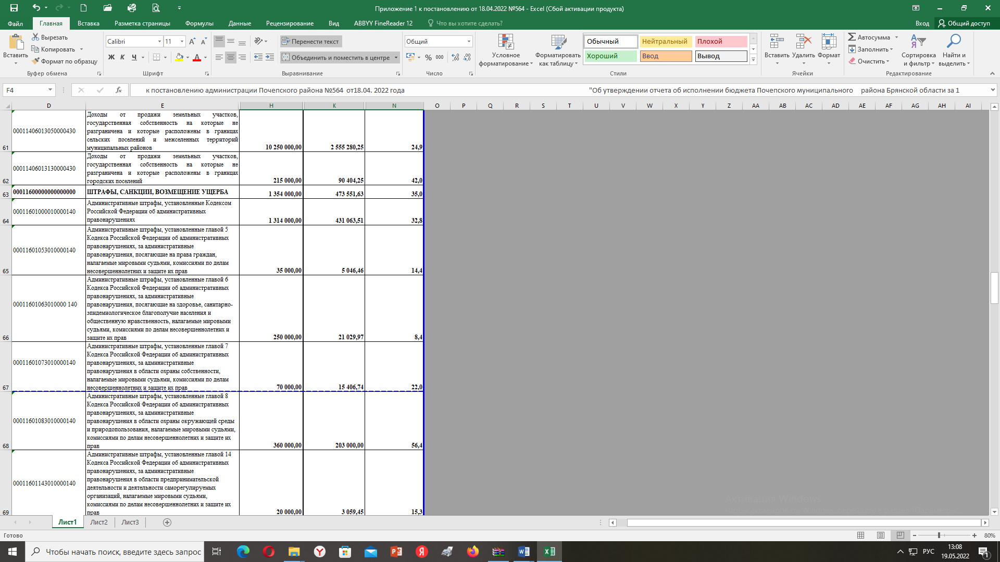 Приложение 1 к постановлению от 18.04.2022 №564 - Excel (Сбой активации продукта)
Файл Главная Вставка Разметка страницы Формулы Данные Рецензирование Вид ABBYY FineReader 12 Что вы хотите сделать? Вход Общий доступ
Вставить
Вырезать
Копировать
Формат по образцу
Буфер обмена
Calibri 11
Ж К Ч
Шрифт
Перенести текст
Объединить и поместить в центре
Выравнивание
Общий
% 000
Число
Условное форматирование
Форматировать как таблицу
Обычный Нейтральный Плохой
Хороший Ввод Вывод
Стили
Вставить Удалить Формат
Ячейки
Автосумма
Заполнить
Очистить
Сортировка и фильтр
Найти и выделить
Редактирование
F4 fx к постановлению администрации Почепского района №564 от18.04. 2022 года "Об утверждении отчета об исполнении бюджета Почепского муниципального района Брянской области за 1
D E H K N O P Q R S T U V W X Y Z AA AB AC AD AE AF AG AH AI
Доходы от продажи земельных участков,
государственная собственность на которые не
00011406013050000430 разграничена и которые расположены в границах
сельских поселений и межселенных территорий
61 муниципальных районов 10 250 000,00 2 555 280,25 24,9
Доходы от продажи земельных участков,
государственная собственность на которые не
00011406013130000430 разграничена и которые расположены в границах
62 городских поселений 215 000,00 90 404,25 42,0
63 00011600000000000000 ШТРАФЫ, САНКЦИИ, ВОЗМЕЩЕНИЕ УЩЕРБА 1 354 000,00 473 551,63 35,0
Административные штрафы, установленные Кодексом
00011601000010000140 Российской Федерации об административных
64 правонарушениях 1 314 000,00 431 063,51 32,8
Административные штрафы, установленные главой 5
Кодекса Российской Федерации об административных
00011601053010000140 правонарушениях, за административные
правонарушения, посягающие на права граждан,
налагаемые мировыми судьями, комиссиями по делам
65 несовершеннолетних и защите их прав 35 000,00 5 046,46 14,4
Административные штрафы, установленные главой 6
Кодекса Российской Федерации об административных
правонарушениях, за административные
00011601063010000 140 правонарушения, посягающие на здоровье, санитарно-
эпидемиологическое благополучие населения и
общественную нравственность, налагаемые мировыми
судьями, комиссиями по делам несовершеннолетних и
66 защите их прав 250 000,00 21 029,97 8,4
Административные штрафы, установленные главой 7
Кодекса Российской Федерации об административных
00011601073010000140 правонарушениях, за административные
правонарушения в области охраны собственности,
налагаемые мировыми судьями, комиссиями по делам
67 несовершеннолетних и защите их прав 70 000,00 15 406,74 22,0
Административные штрафы, установленные главой 8
Кодекса Российской Федерации об административных
правонарушениях, за административные
00011601083010000140 правонарушения в области охраны окружающей среды
и природопользования, налагаемые мировыми судьями,
комиссиями по делам несовершеннолетних и защите их
68 прав 360 000,00 203 000,00 56,4
Административные штрафы, установленные главой 14
Кодекса Российской Федерации об административных
правонарушениях, за административные
00011601143010000140 правонарушения в области предпринимательской
деятельности и деятельности саморегулируемых
организаций, налагаемые мировыми судьями,
комиссиями по делам несовершеннолетних и защите их
69 прав 20 000,00 3 059,45 15,3
Активация Windows
Лист1 Лист2 Лист3
Готово 80%
Чтобы начать поиск, введите здесь запрос
РУС 13:08
19.05.2022 1